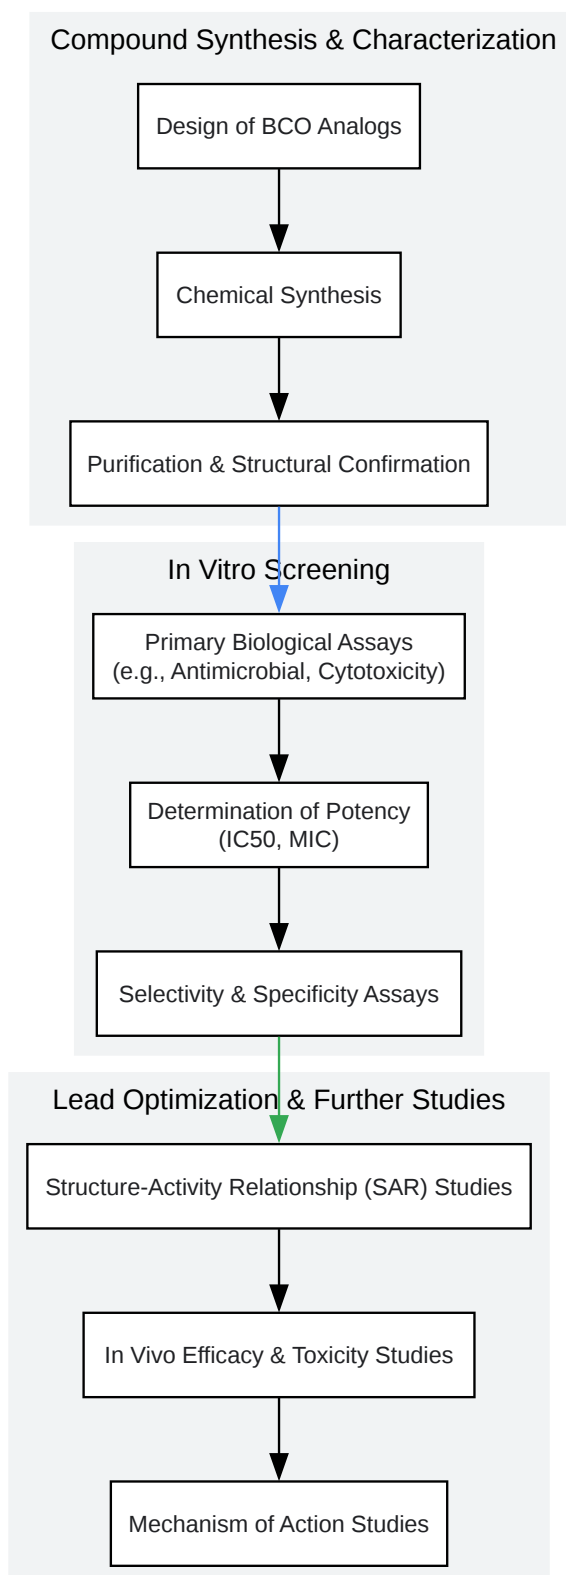 Compound Synthesis & Characterization
Design of BCO Analogs
Chemical Synthesis
Purification & Structural Confirmation
In Vitro Screening
Primary Biological Assays
(e.g., Antimicrobial, Cytotoxicity)
Determination of Potency
(IC50, MIC)
Selectivity & Specificity Assays
Lead Optimization & Further Studies
Structure-Activity Relationship (SAR) Studies
In Vivo Efficacy & Toxicity Studies
Mechanism of Action Studies